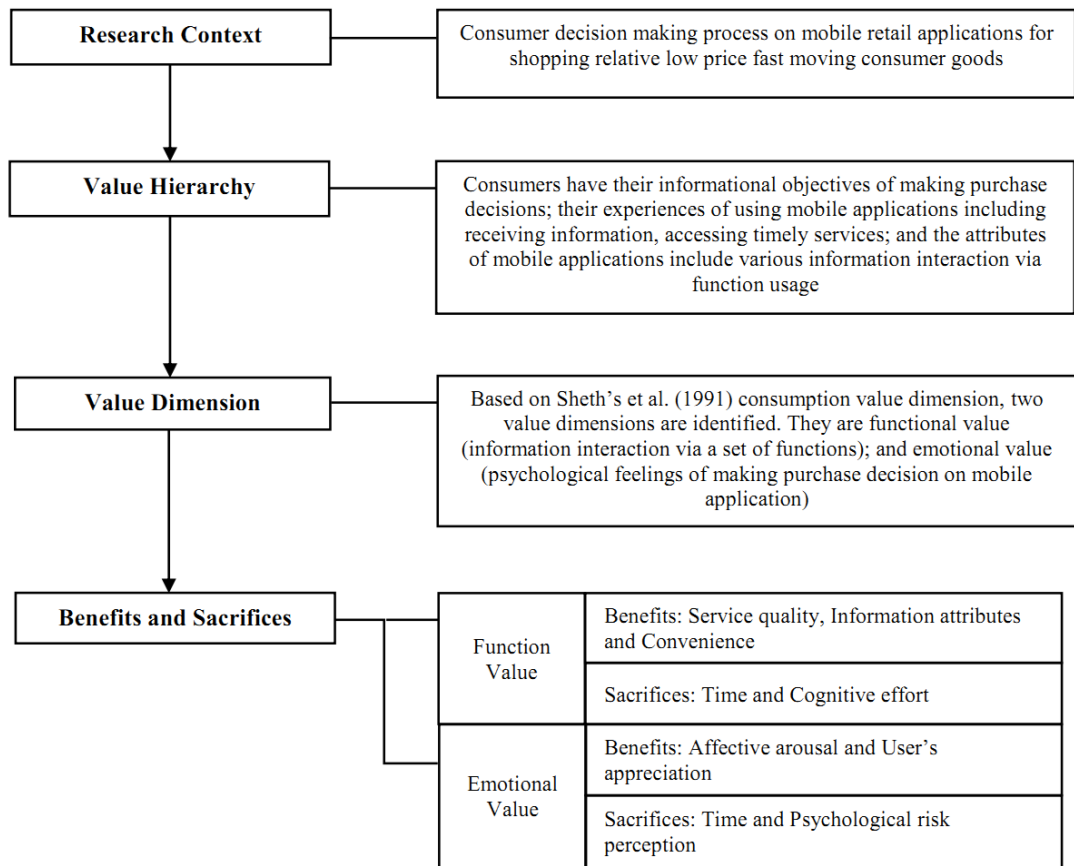 Research Context
Consumer decision making process on mobile retail applications for
shopping relative low price fast moving consumer goods
Value Hierarchy
Consumers have their informational objectives of making purchase
decisions; their experiences of using mobile applications including
receiving information, accessing timely services; and the attributes
of mobile applications include various information interaction via
function usage
Value Dimension
Based on Sheth’s et al. (1991) consumption value dimension, two
value dimensions are identified. They are functional value
(information interaction via a set of functions); and emotional value
(psychological feelings of making purchase decision on mobile
application)
Benefits and Sacrifices
Function
Value
Benefits: Service quality, Information attributes
and Convenience
Sacrifices: Time and Cognitive effort
Emotional
Value
Benefits: Affective arousal and User’s
appreciation
Sacrifices: Time and Psychological risk
perception